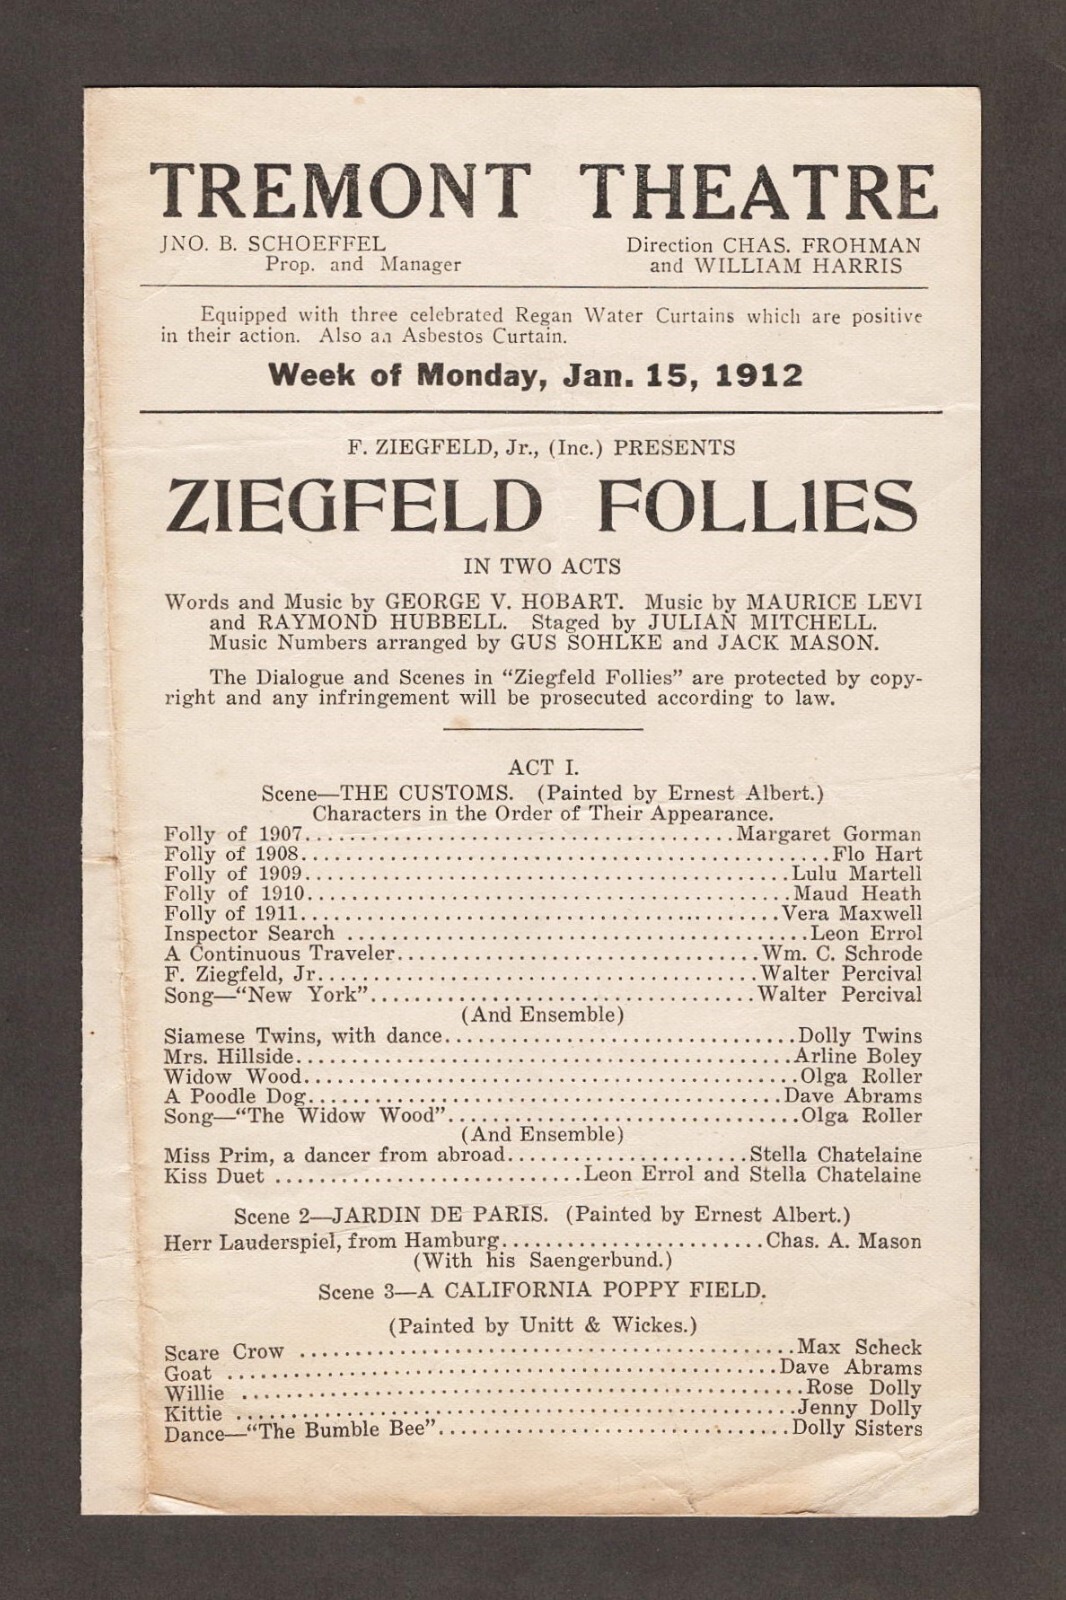 TREMONT THEATRE
JNO. B. SCHOEFFEL
Prop. and Manager
Direction CHAS. FROHMAN
and WILLIAM HARRIS
Equipped with three celebrated Regan Water Curtains which are positive
in their action. Also an Asbestos Curtain.
Week of Monday, Jan. 15, 1912
F. ZIEGFELD, Jr., (Inc.) PRESENTS
ZIEGFELD FOLLIES
IN TWO ACTS
Words and Music by GEORGE V. HOBART. Music by MAURICE LEVI
and RAYMOND HUBBELL. Staged by JULIAN MITCHELL.
Music Numbers arranged by GUS SOHLKE and JACK MASON.
The Dialogue and Scenes in "Ziegfeld Follies" are protected by copy-
right and any infringement will be prosecuted according to law.
ACT I.
Scene—THE CUSTOMS. (Painted by Ernest Albert.)
Characters in the Order of Their Appearance.
Folly of 1907..........Margaret Gorman
Folly of 1908..........Flo Hart
Folly of 1909..........Lulu Martell
Folly of 1910..........Maud Heath
Folly of 1911..........Vera Maxwell
Inspector Search ..........Leon Errol
A Continuous Traveler..........Wm. C. Schrode
F. Ziegfeld, Jr..........Walter Percival
Song—"New York"..........Walter Percival
(And Ensemble)
Siamese Twins, with dance..........Dolly Twins
Mrs. Hillside..........Arline Boley
Widow Wood..........Olga Roller
A Poodle Dog..........Dave Abrams
Song—"The Widow Wood"..........Olga Roller
(And Ensemble)
Miss Prim, a dancer from abroad..........Stella Chatelaine
Kiss Duet ..........Leon Errol and Stella Chatelaine
Scene 2—JARDIN DE PARIS. (Painted by Ernest Albert.)
Herr Lauderspiel, from Hamburg..........Chas. A. Mason
(With his Saengerbund.)
Scene 3—A CALIFORNIA POPPY FIELD.
(Painted by Unitt & Wickes.)
Scare Crow ..........Max Scheck
Goat ..........Dave Abrams
Willie ..........Rose Dolly
Kittie ..........Jenny Dolly
Dance—"The Bumble Bee"..........Dolly Sisters